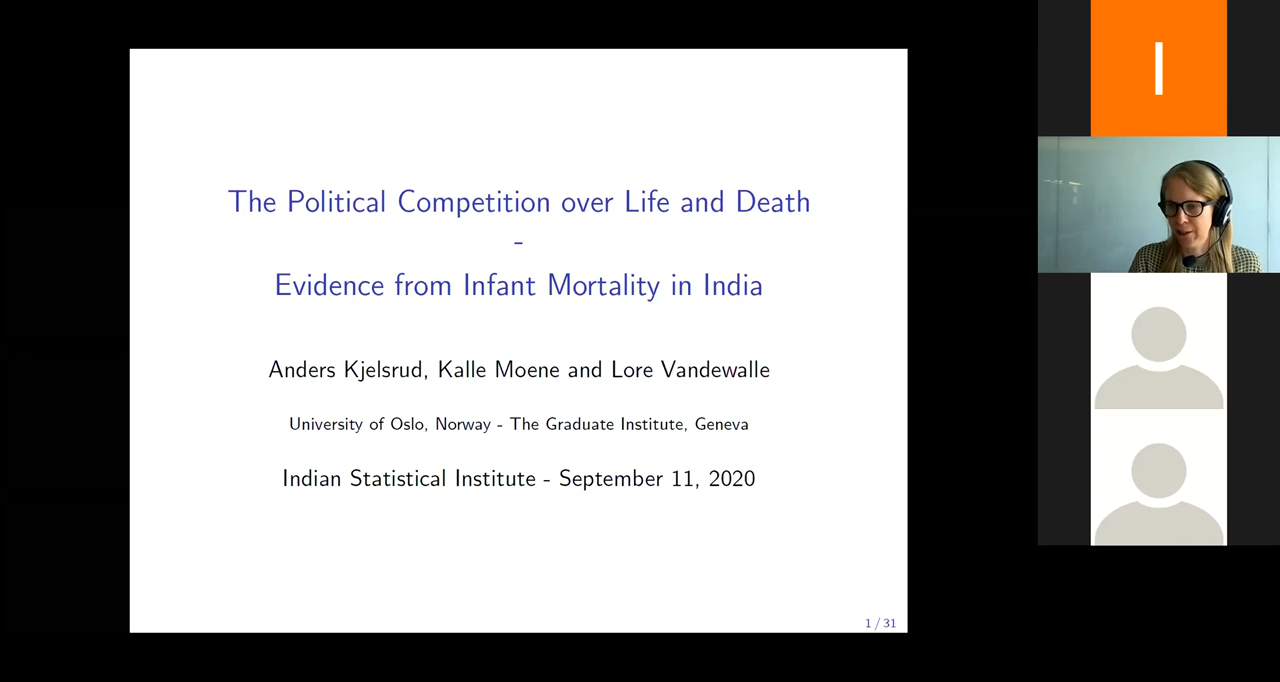 The Political Competition over Life and Death
-
Evidence from Infant Mortality in India
Anders Kjelsrud, Kalle Moene and Lore Vandewalle
University of Oslo, Norway - The Graduate Institute, Geneva
Indian Statistical Institute - September 11, 2020
1 / 31
I